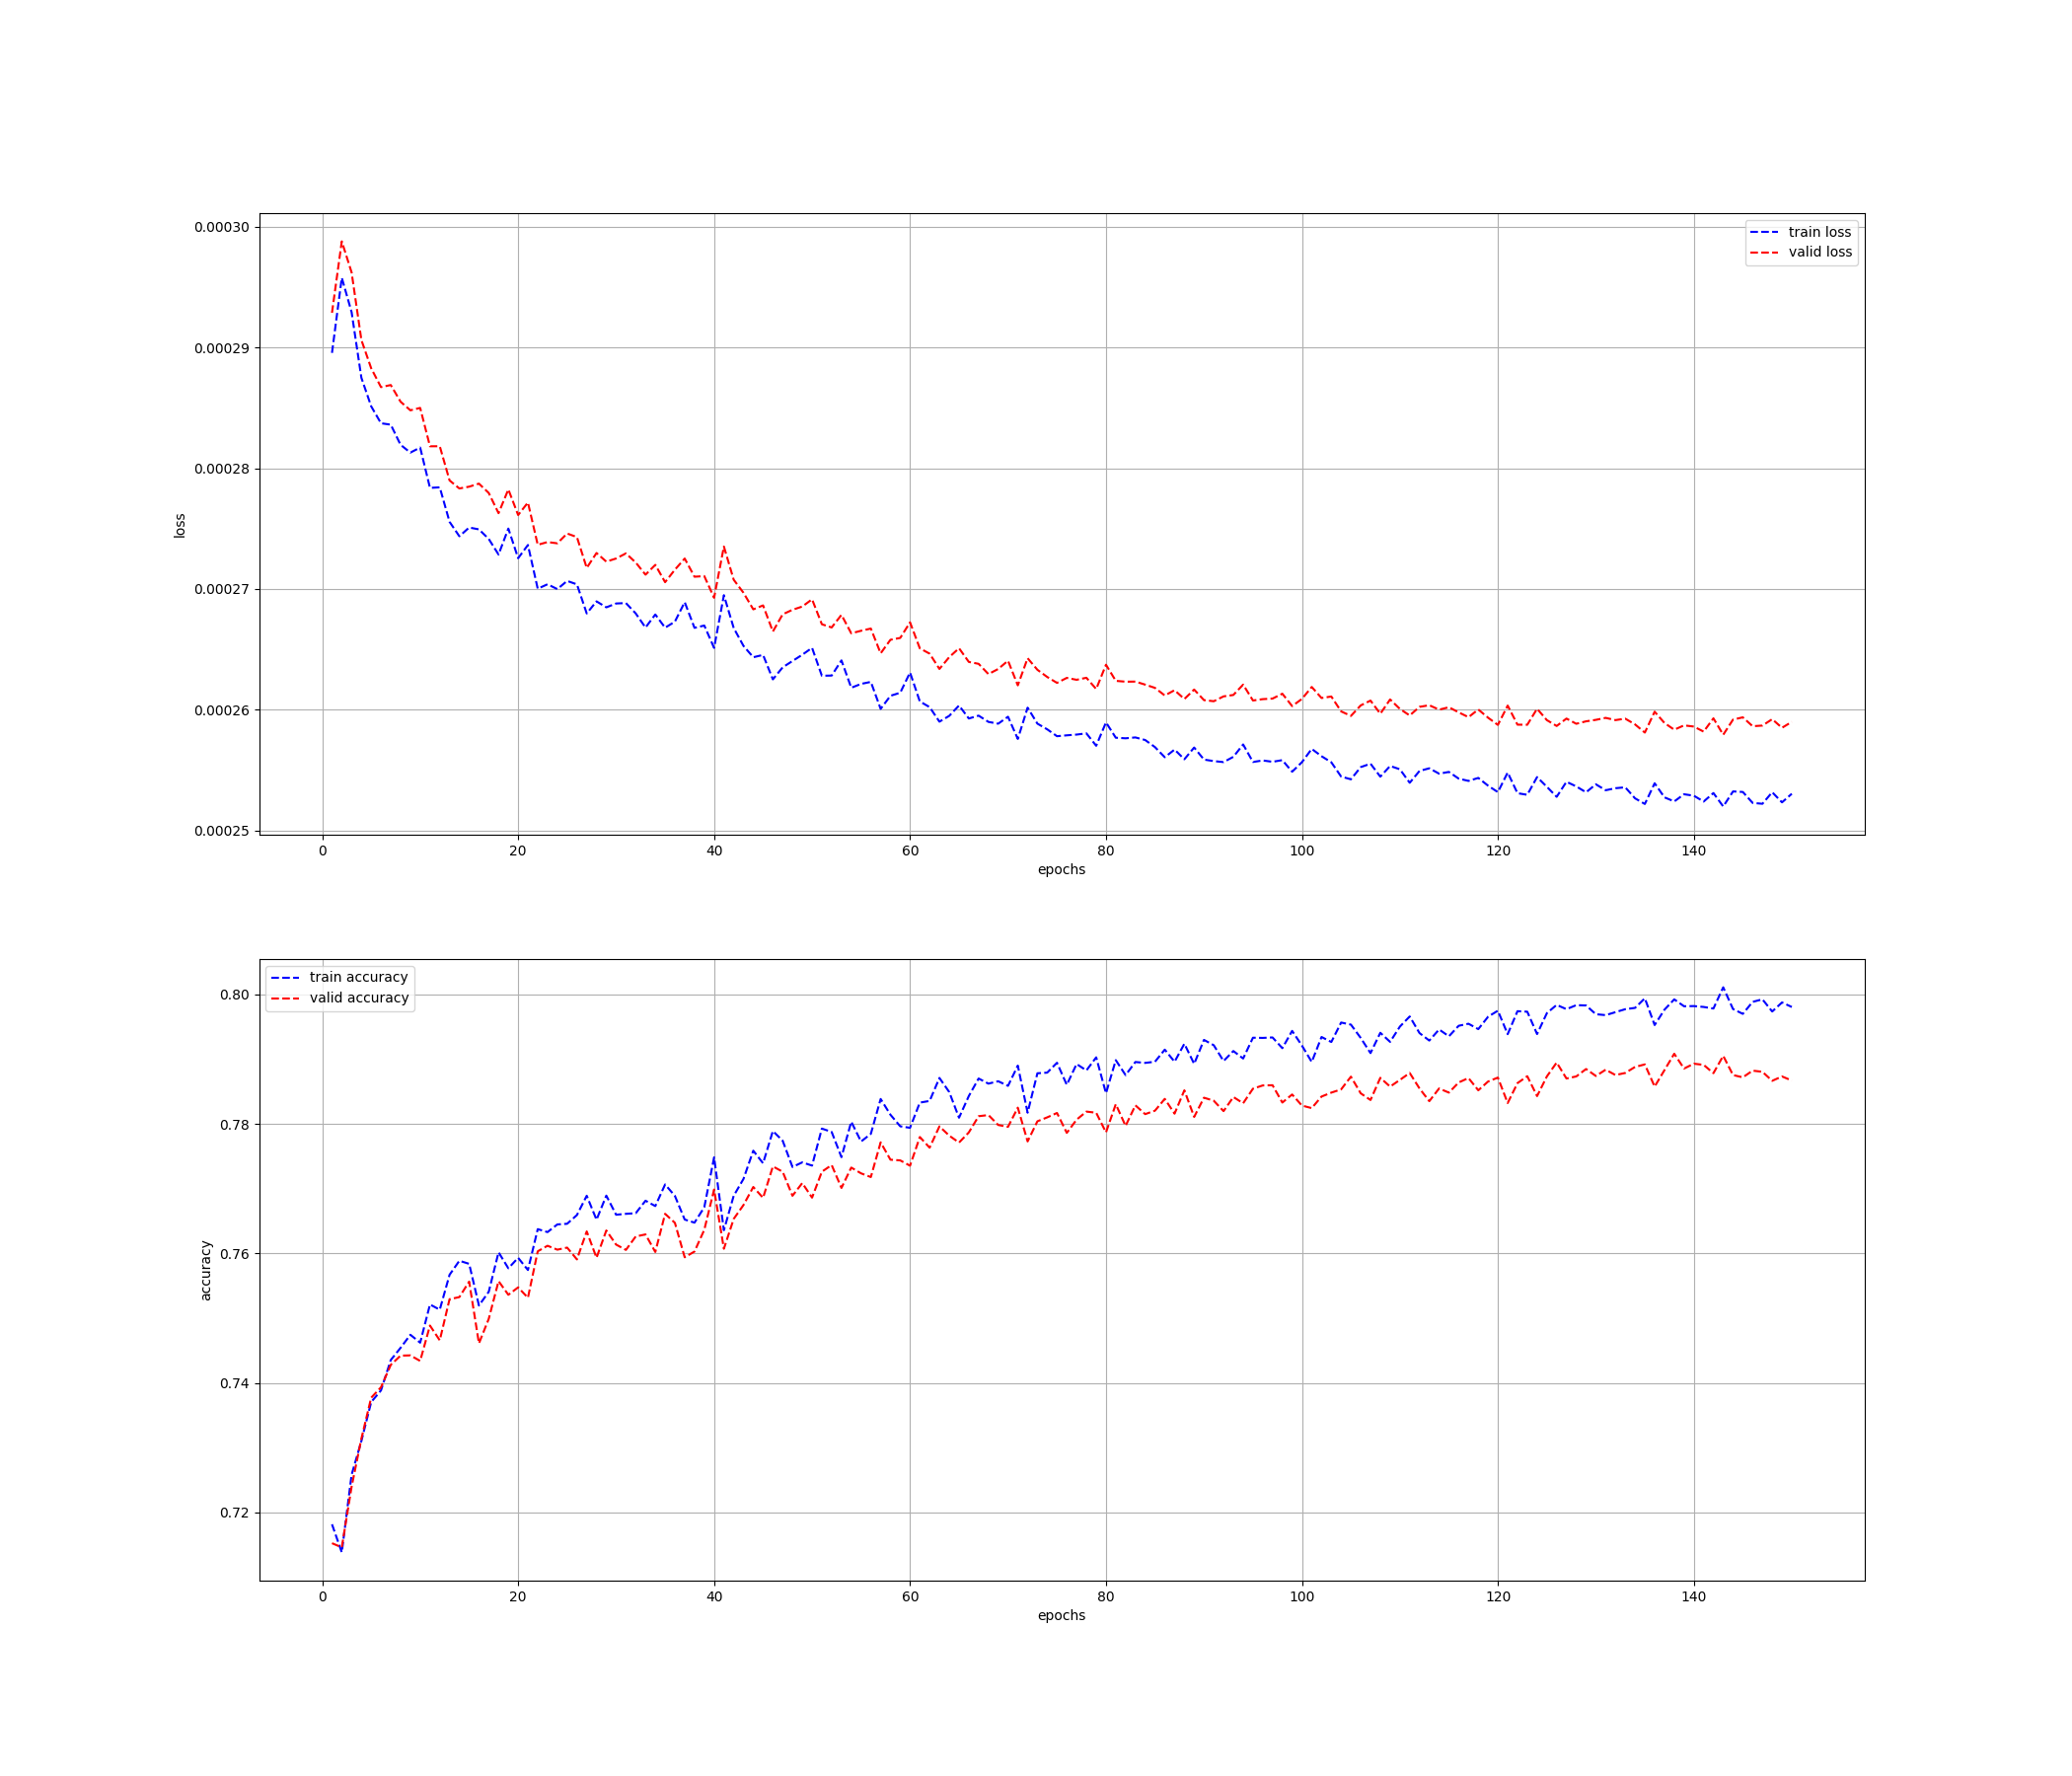 0.00030
0.00029
0.00028
0.00027
0.00026
0.00025
loss
train loss
valid loss
0 20 40 60 80 100 120 140
epochs
train accuracy
valid accuracy
0.80
0.78
0.76
0.74
0.72
accuracy
0 20 40 60 80 100 120 140
epochs